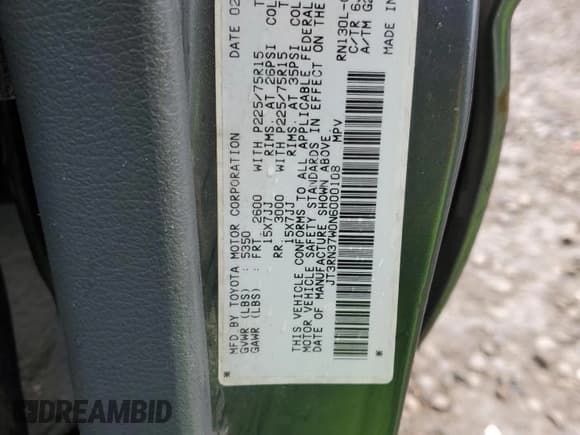 MFD BY TOYOTA MOTOR CORPORATION DATE 02
GVWR (LBS) : 5350
GAWR (LBS) : FRT 2600 WITH P225/75R15
15X7JJ RIMS: AT 26PSI COL
RR 3000 WITH P225/75R15
15X7JJ RIMS: AT 35PSI COL
THIS VEHICLE CONFORMS TO ALL APPLICABLE FEDERAL
MOTOR VEHICLE SAFETY STANDARDS IN EFFECT ON THE
DATE OF MANUFACTURE SHOWN ABOVE.
JT3RN37W0N6000108 MPV
RN130L-
C/TR
A/TM
MADE IN
DREAMBID